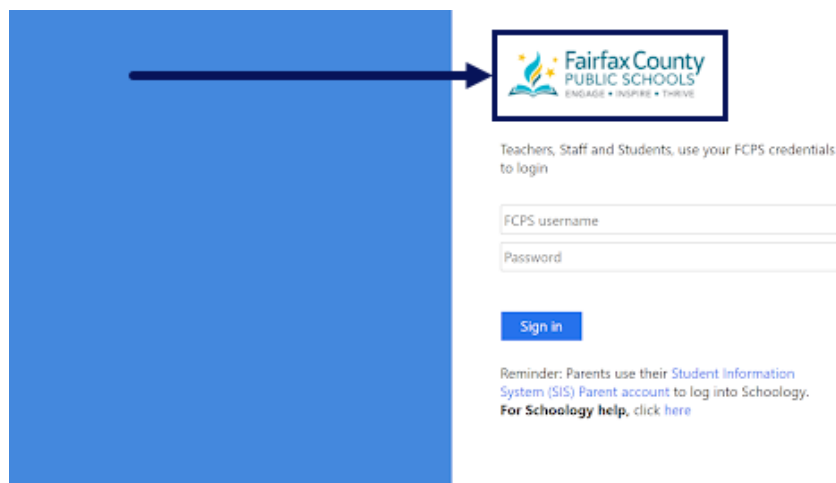 Fairfax County
PUBLIC SCHOOLS
ENGAGE • INSPIRE • THRIVE
Teachers, Staff and Students, use your FCPS credentials
to login
FCPS username
Password
Sign in
Reminder: Parents use their Student Information
System (SIS) Parent account to log into Schoology.
For Schoology help, click here